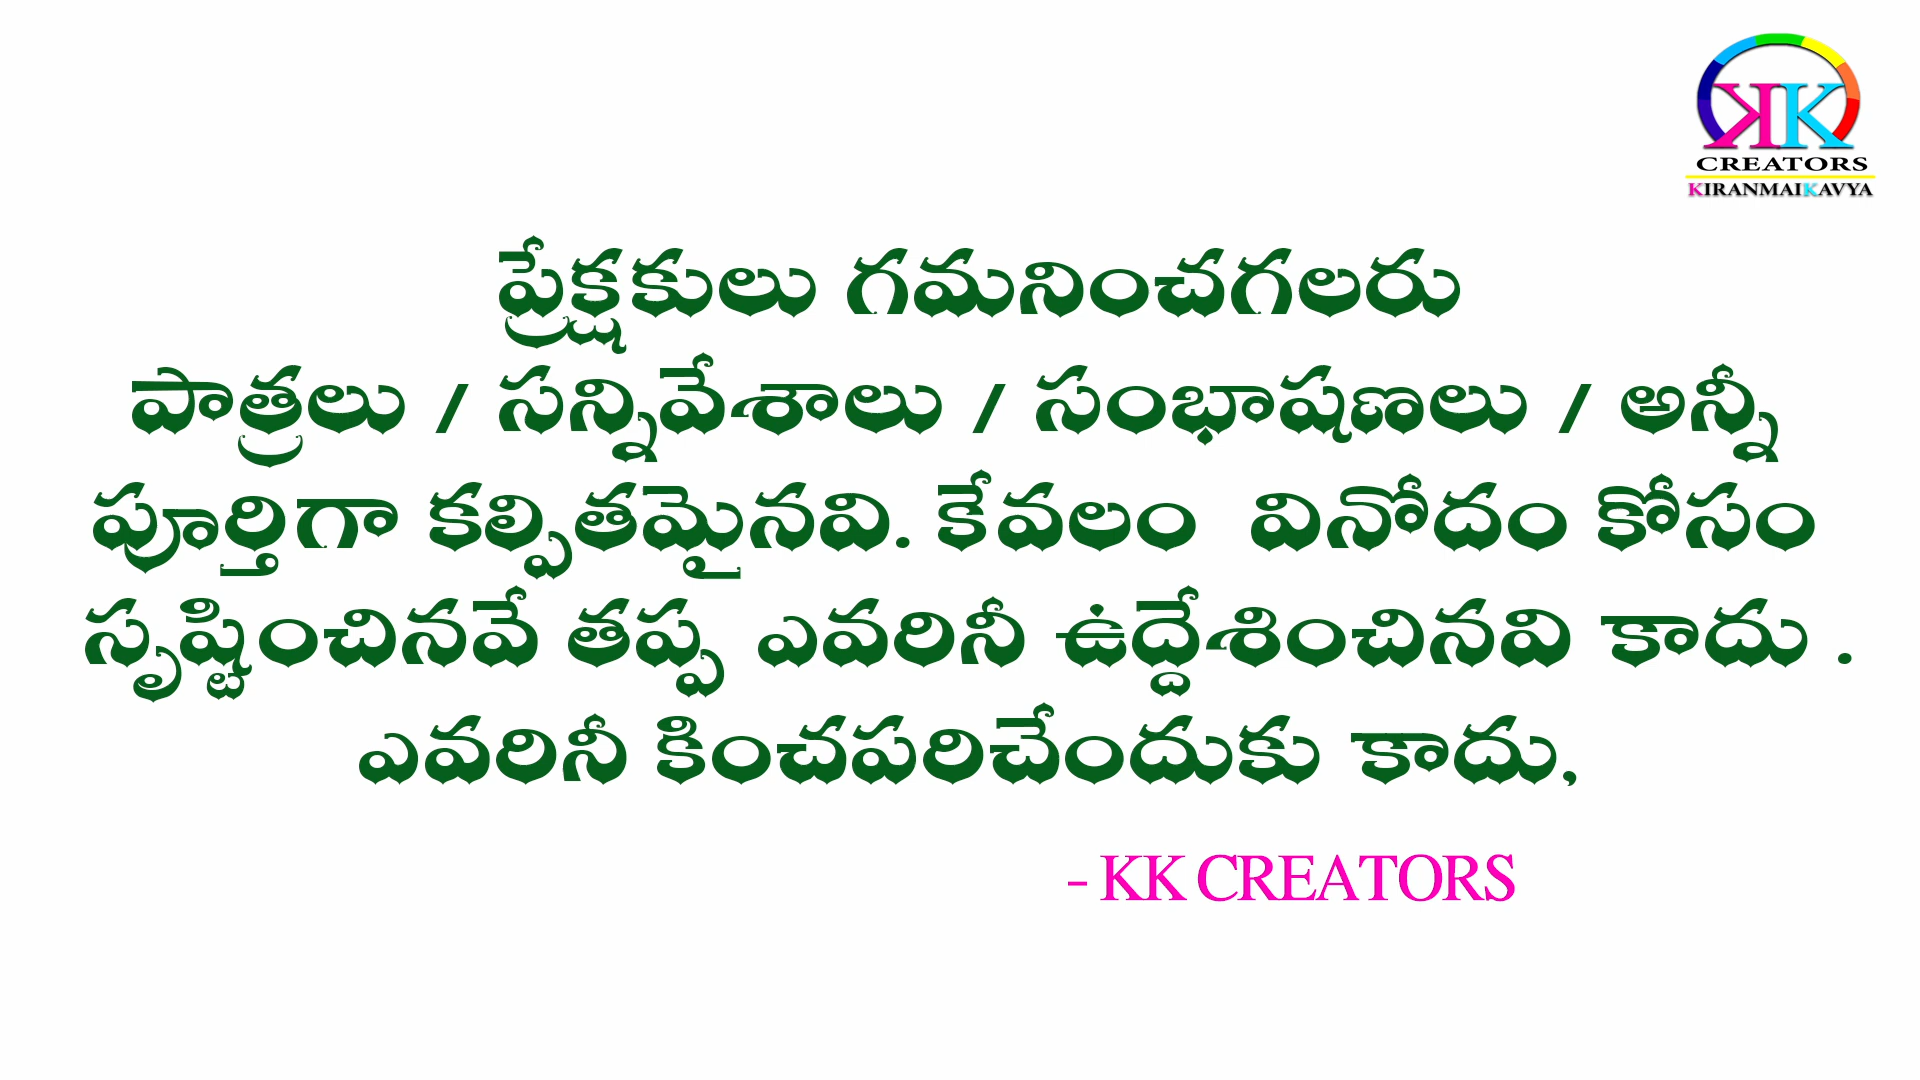 KK
CREATORS
KIRANMAIKAVYA
ప్రేక్షకులు గమనించగలరు
పాత్రలు / సన్నివేశాలు / సంభాషణలు / అన్నీ
పూర్తిగా కల్పితమైనవి. కేవలం  వినోదం కోసం
సృష్టించినవే తప్ప  ఎవరినీ ఉద్దేశించినవి కాదు .
ఎవరినీ కించపరిచేందుకు కాదు,
- KK CREATORS